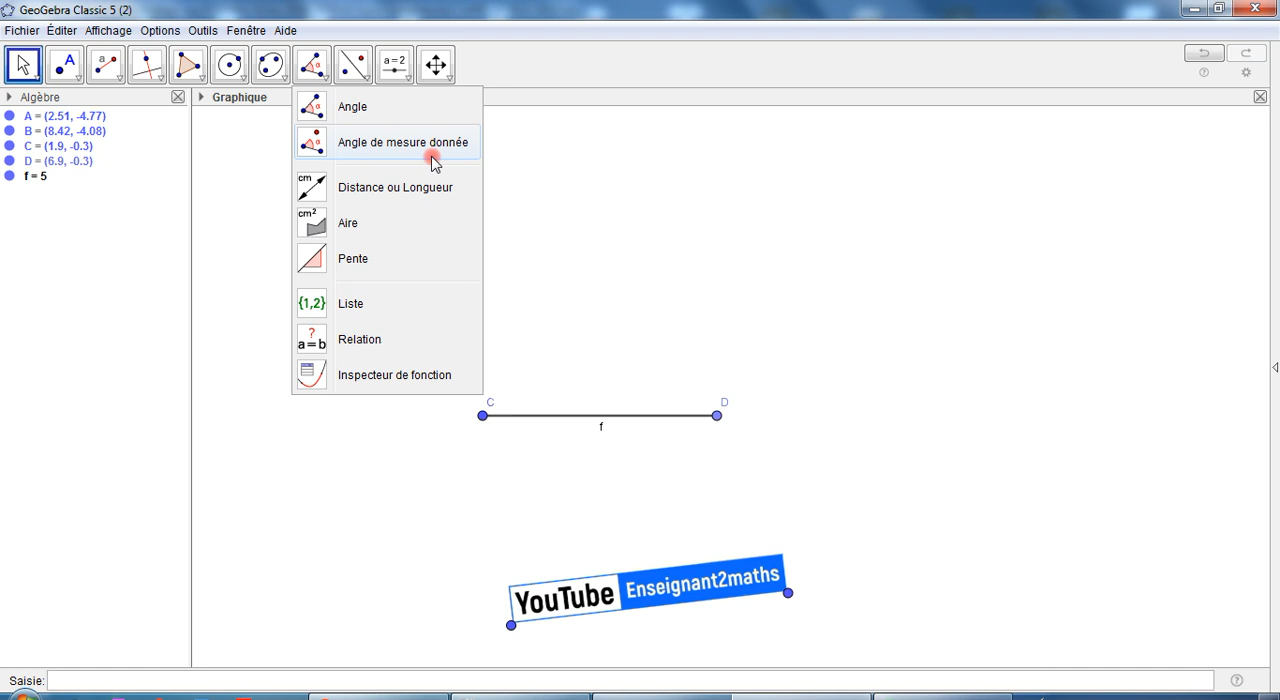 GeoGebra Classic 5 (2)
Fichier Éditer Affichage Options Outils Fenêtre Aide
A a α a=2
Algèbre
Graphique
A = (2.51, -4.77)
B = (8.42, -4.08)
C = (1.9, -0.3)
D = (6.9, -0.3)
f = 5
α Angle
α Angle de mesure donnée
cm Distance ou Longueur
cm² Aire
Pente
{1,2} Liste
? a=b Relation
Inspecteur de fonction
C D
f
YouTube Enseignant2maths
Saisie: